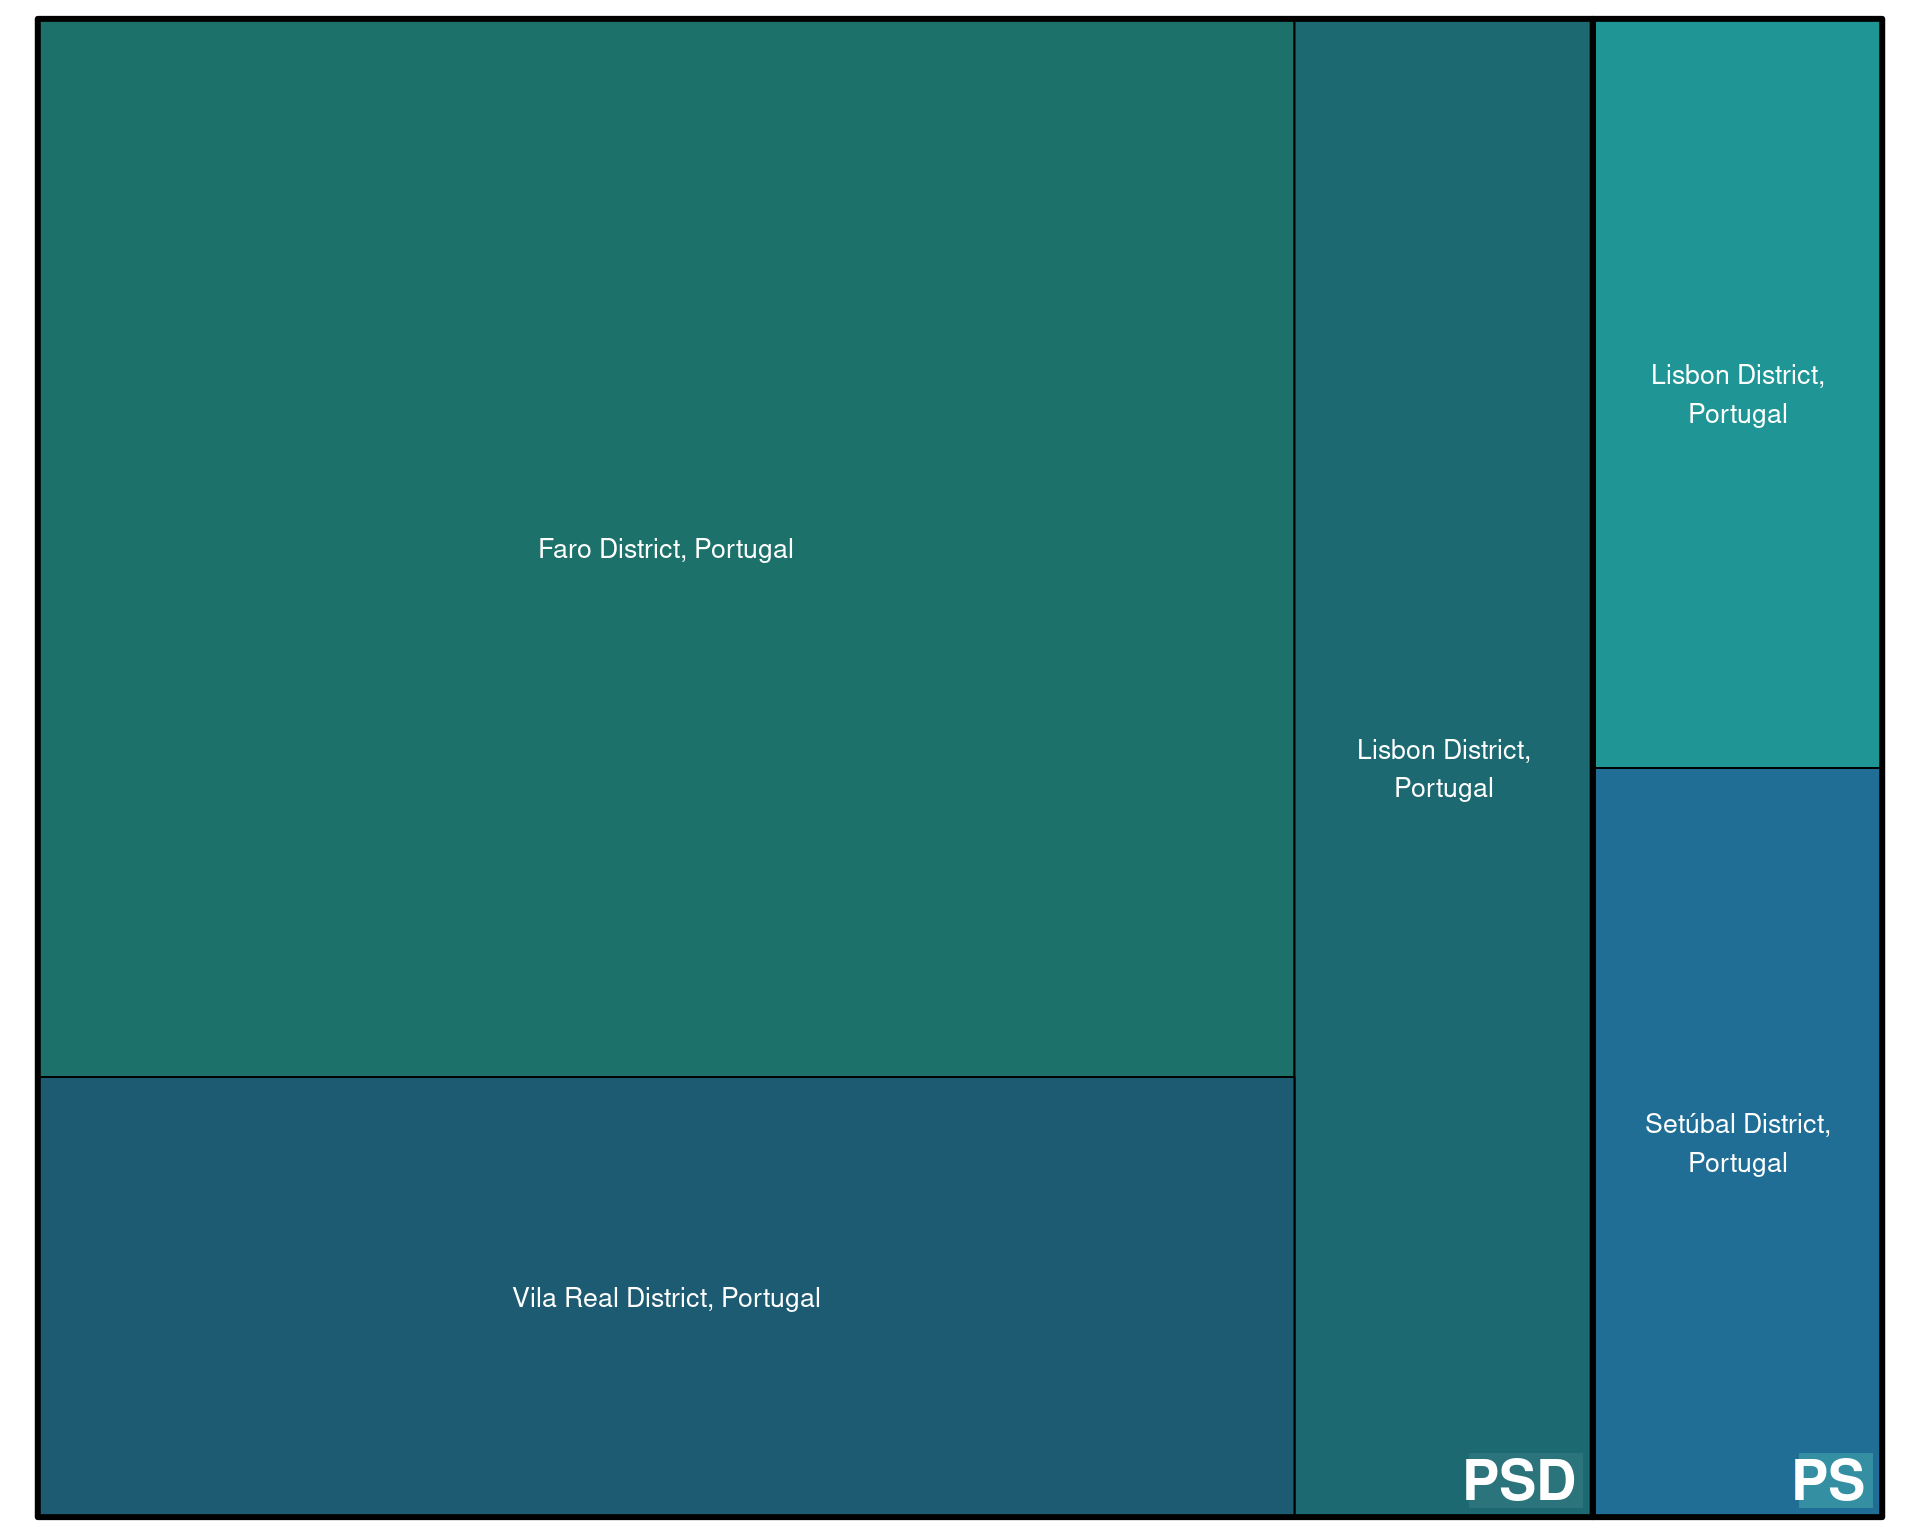 Faro District, Portugal
Vila Real District, Portugal
Lisbon District,
Portugal
PSD
Lisbon District,
Portugal
Setúbal District,
Portugal
PS